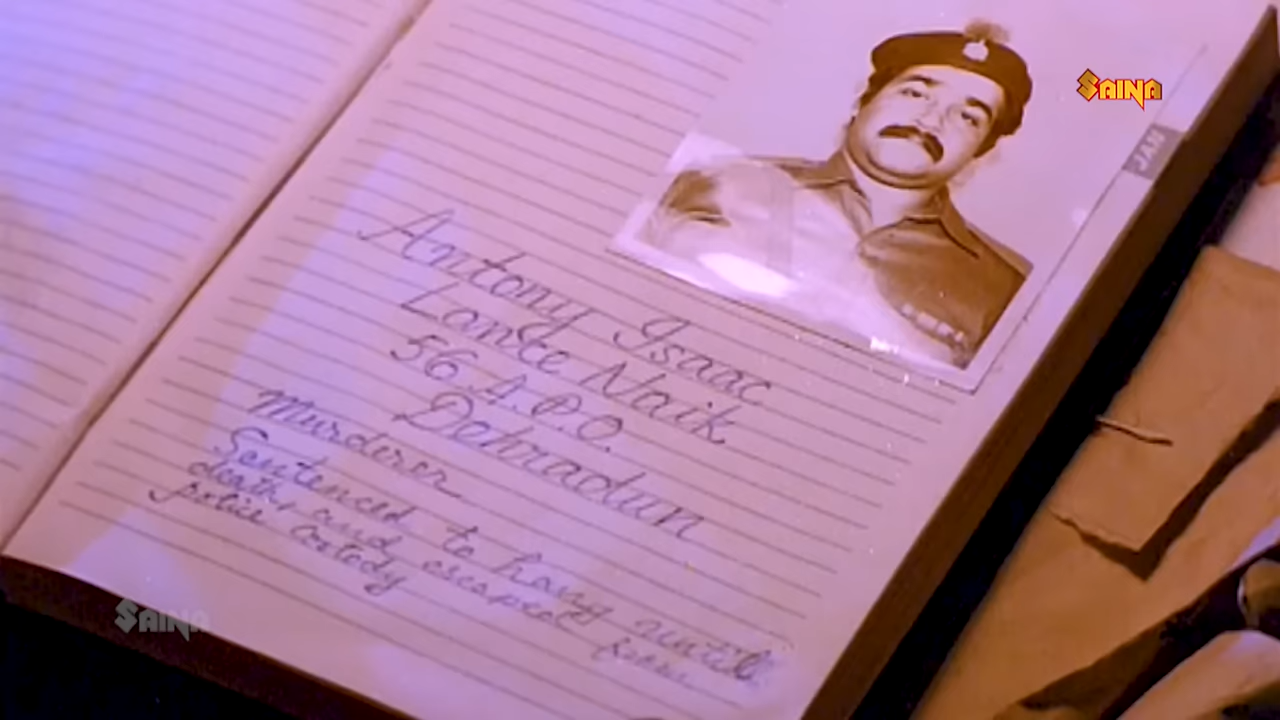 SAINA
JAN
Antony Isaac
Lance Naik
56 A.P.O.
Dehradun
Murderer
Sentenced to hang until
death, and escaped from
police custody
SAINA